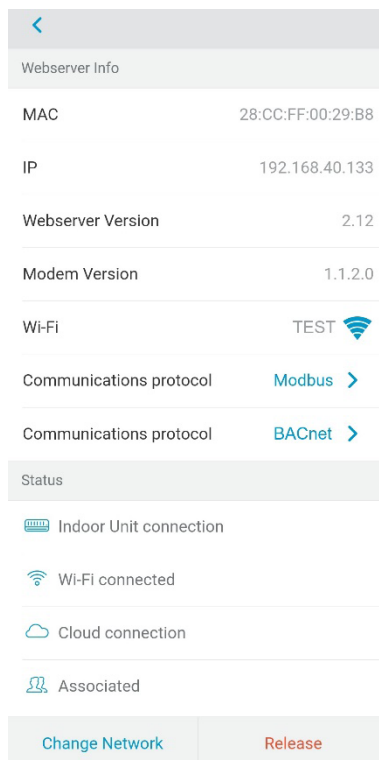 Webserver Info
MAC 28:CC:FF:00:29:B8
IP 192.168.40.133
Webserver Version 2.12
Modem Version 1.1.2.0
Wi-Fi TEST
Communications protocol Modbus
Communications protocol BACnet
Status
Indoor Unit connection
Wi-Fi connected
Cloud connection
Associated
Change Network Release